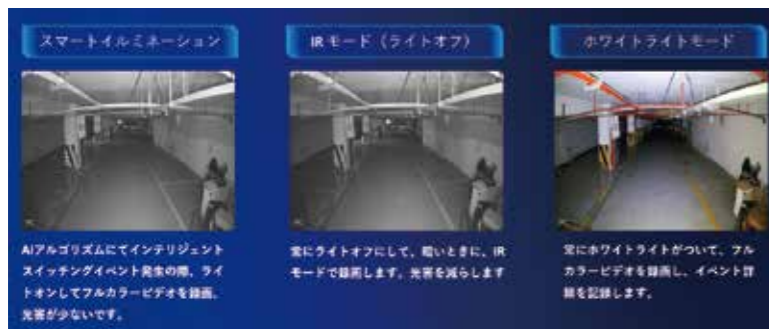 スマートイルミネーション
IRモード（ライトオフ）
ホワイトライトモード
AIアルゴリズムにてインテリジェント
スイッチングイベント発生の際、ライ
トオンしてフルカラービデオを録画、
光害が少ないです。
常にライトオフにして、暗いときに、IR
モードで録画します。光害を減らします
常にホワイトライトがついて、フル
カラービデオを録画し、イベント詳
細を記録します。